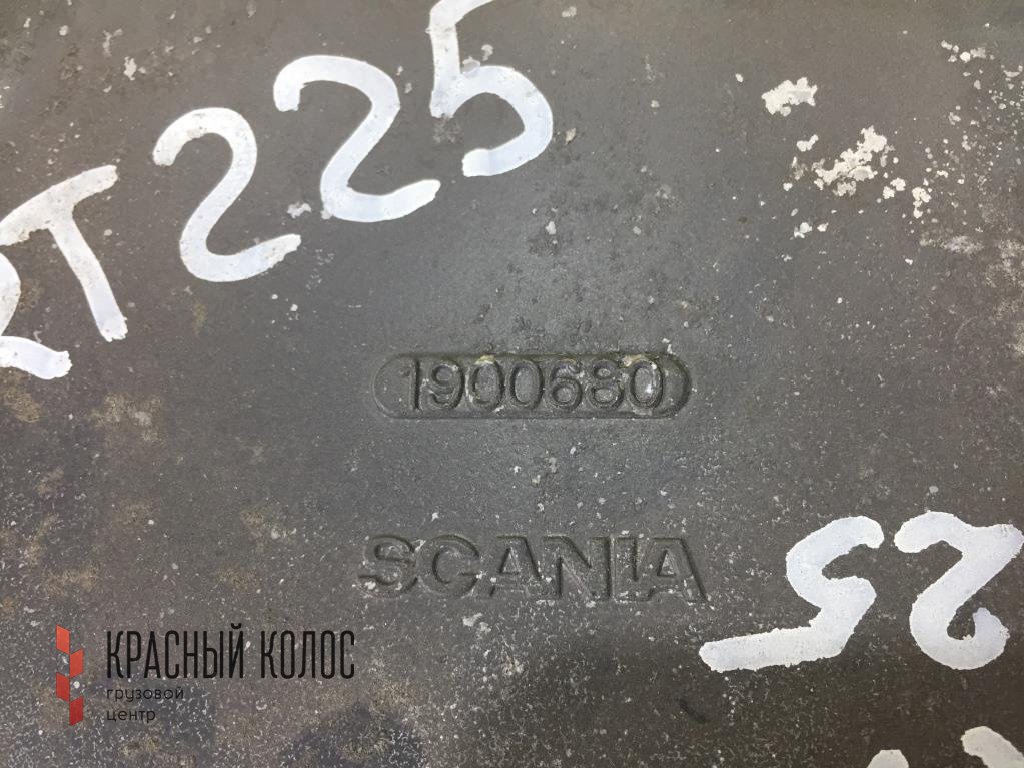 T225
1900680
SCANIA
25
КРАСНЫЙ КОЛОС
грузовой
центр